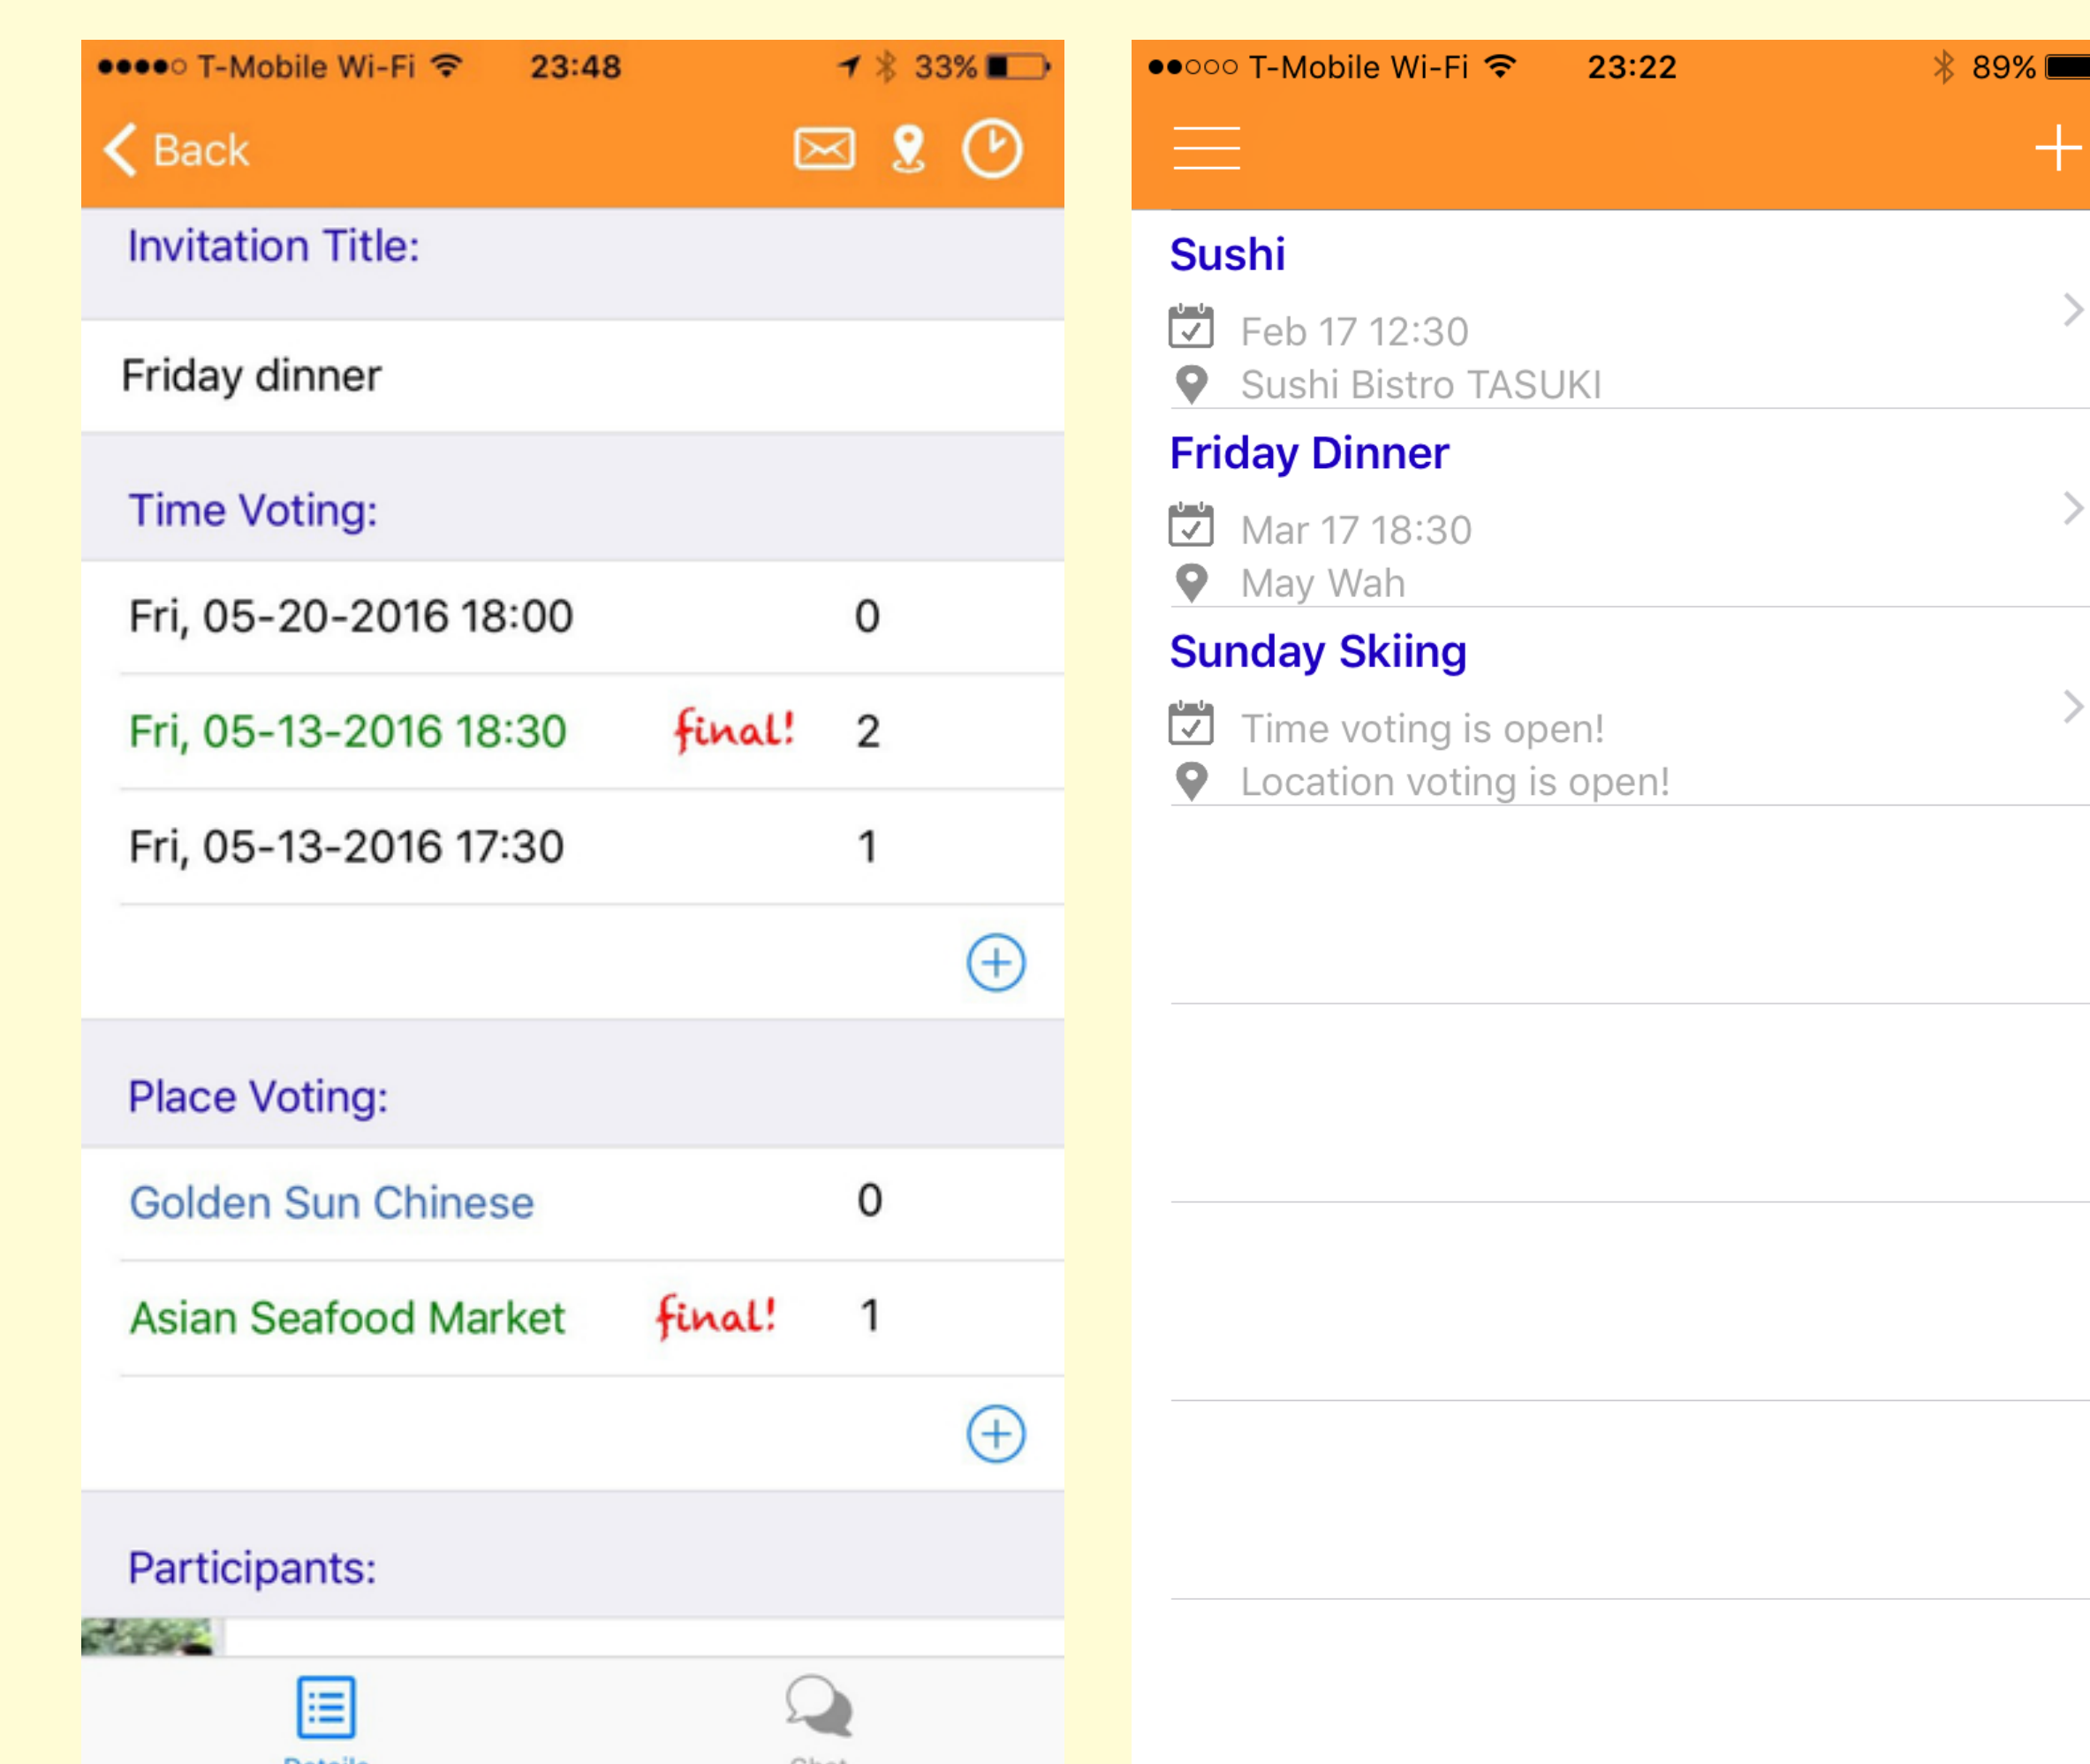 T-Mobile Wi-Fi 23:48 33%
Back
Invitation Title:
Friday dinner
Time Voting:
Fri, 05-20-2016 18:00 0
Fri, 05-13-2016 18:30 final! 2
Fri, 05-13-2016 17:30 1
Place Voting:
Golden Sun Chinese 0
Asian Seafood Market final! 1
Participants:
Details Chat
T-Mobile Wi-Fi 23:22 89%
Sushi
Feb 17 12:30
Sushi Bistro TASUKI
Friday Dinner
Mar 17 18:30
May Wah
Sunday Skiing
Time voting is open!
Location voting is open!